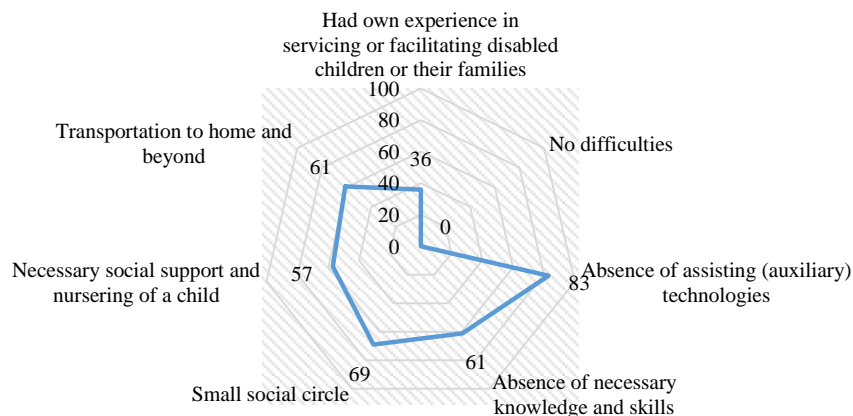 Had own experience in
servicing or facilitating disabled
children or their families
100
80
60
40
20
0
36
No difficulties
0
Absence of assisting (auxiliary)
technologies
83
Absence of necessary
knowledge and skills
61
Small social circle
69
Necessary social support and
nursering of a child
57
Transportation to home and
beyond
61